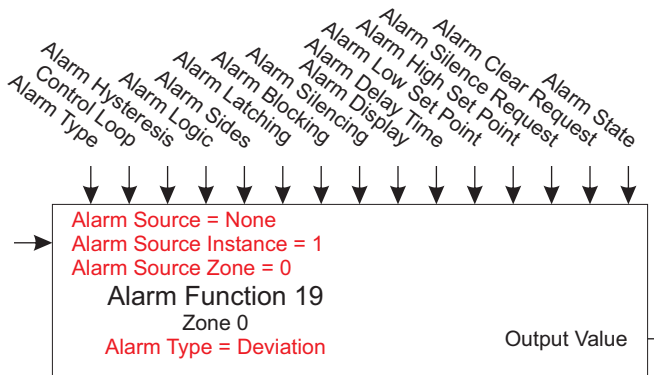 Alarm Type
Control Loop
Alarm Hysteresis
Alarm Logic
Alarm Sides
Alarm Latching
Alarm Blocking
Alarm Silencing
Alarm Display
Alarm Delay Time
Alarm Low Set Point
Alarm High Set Point
Alarm Silence Request
Alarm Clear Request
Alarm State
Alarm Source = None
Alarm Source Instance = 1
Alarm Source Zone = 0
Alarm Function 19
Zone 0
Alarm Type = Deviation
Output Value